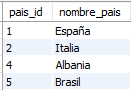 pais_id nombre_pais
1 España
2 Italia
4 Albania
5 Brasil